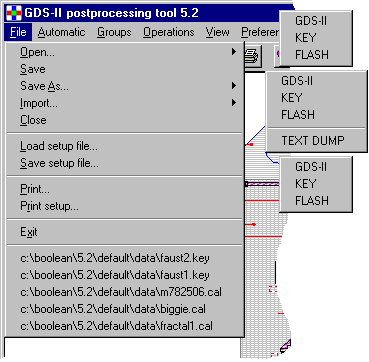 GDS-II postprocessing tool 5.2
File Automatic Groups Operations View Preferen
Open...
Save
Save As...
Import...
Close
Load setup file...
Save setup file...
Print...
Print setup...
Exit
c:\boolean\5.2\default\data\faust2.key
c:\boolean\5.2\default\data\faust1.key
c:\boolean\5.2\default\data\m782506.cal
c:\boolean\5.2\default\data\biggie.cal
c:\boolean\5.2\default\data\fractal1.cal
GDS-II
KEY
FLASH
GDS-II
KEY
FLASH
TEXT DUMP
GDS-II
KEY
FLASH